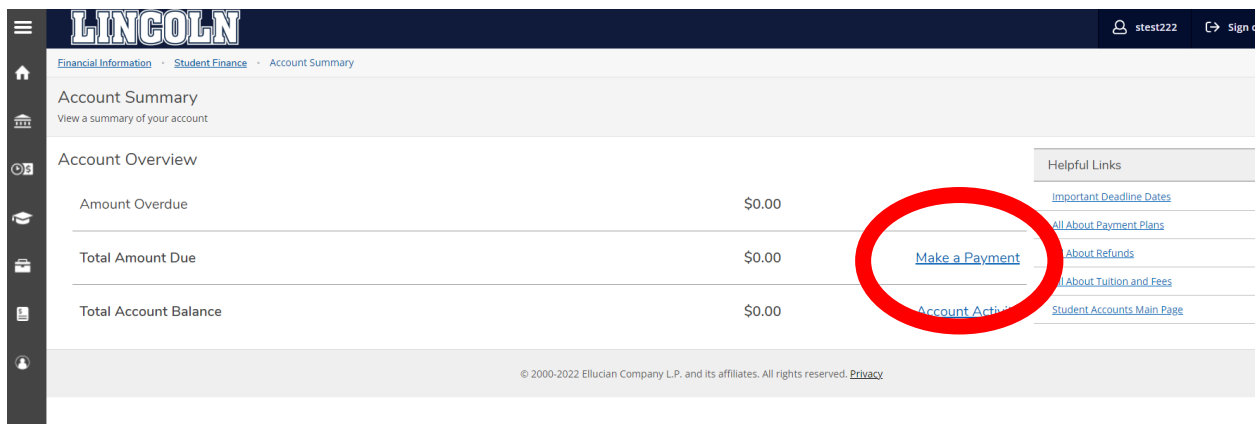 LINCOLN
stest222
Sign
Financial Information · Student Finance · Account Summary
Account Summary
View a summary of your account
Account Overview
Amount Overdue $0.00
Total Amount Due $0.00 Make a Payment
Total Account Balance $0.00 Account
Helpful Links
Important Deadline Dates
All About Payment Plans
About Refunds
About Tuition and Fees
Student Accounts Main Page
© 2000-2022 Ellucian Company L.P. and its affiliates. All rights reserved. Privacy